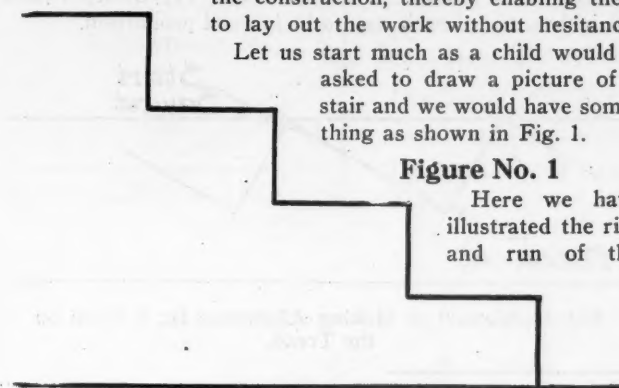 the construction, thereby enabling the
to lay out the work without hesitanc
Let us start much as a child would
asked to draw a picture of
stair and we would have som
thing as shown in Fig. 1.
Figure No. 1
Here we hav
illustrated the ri
and run of th